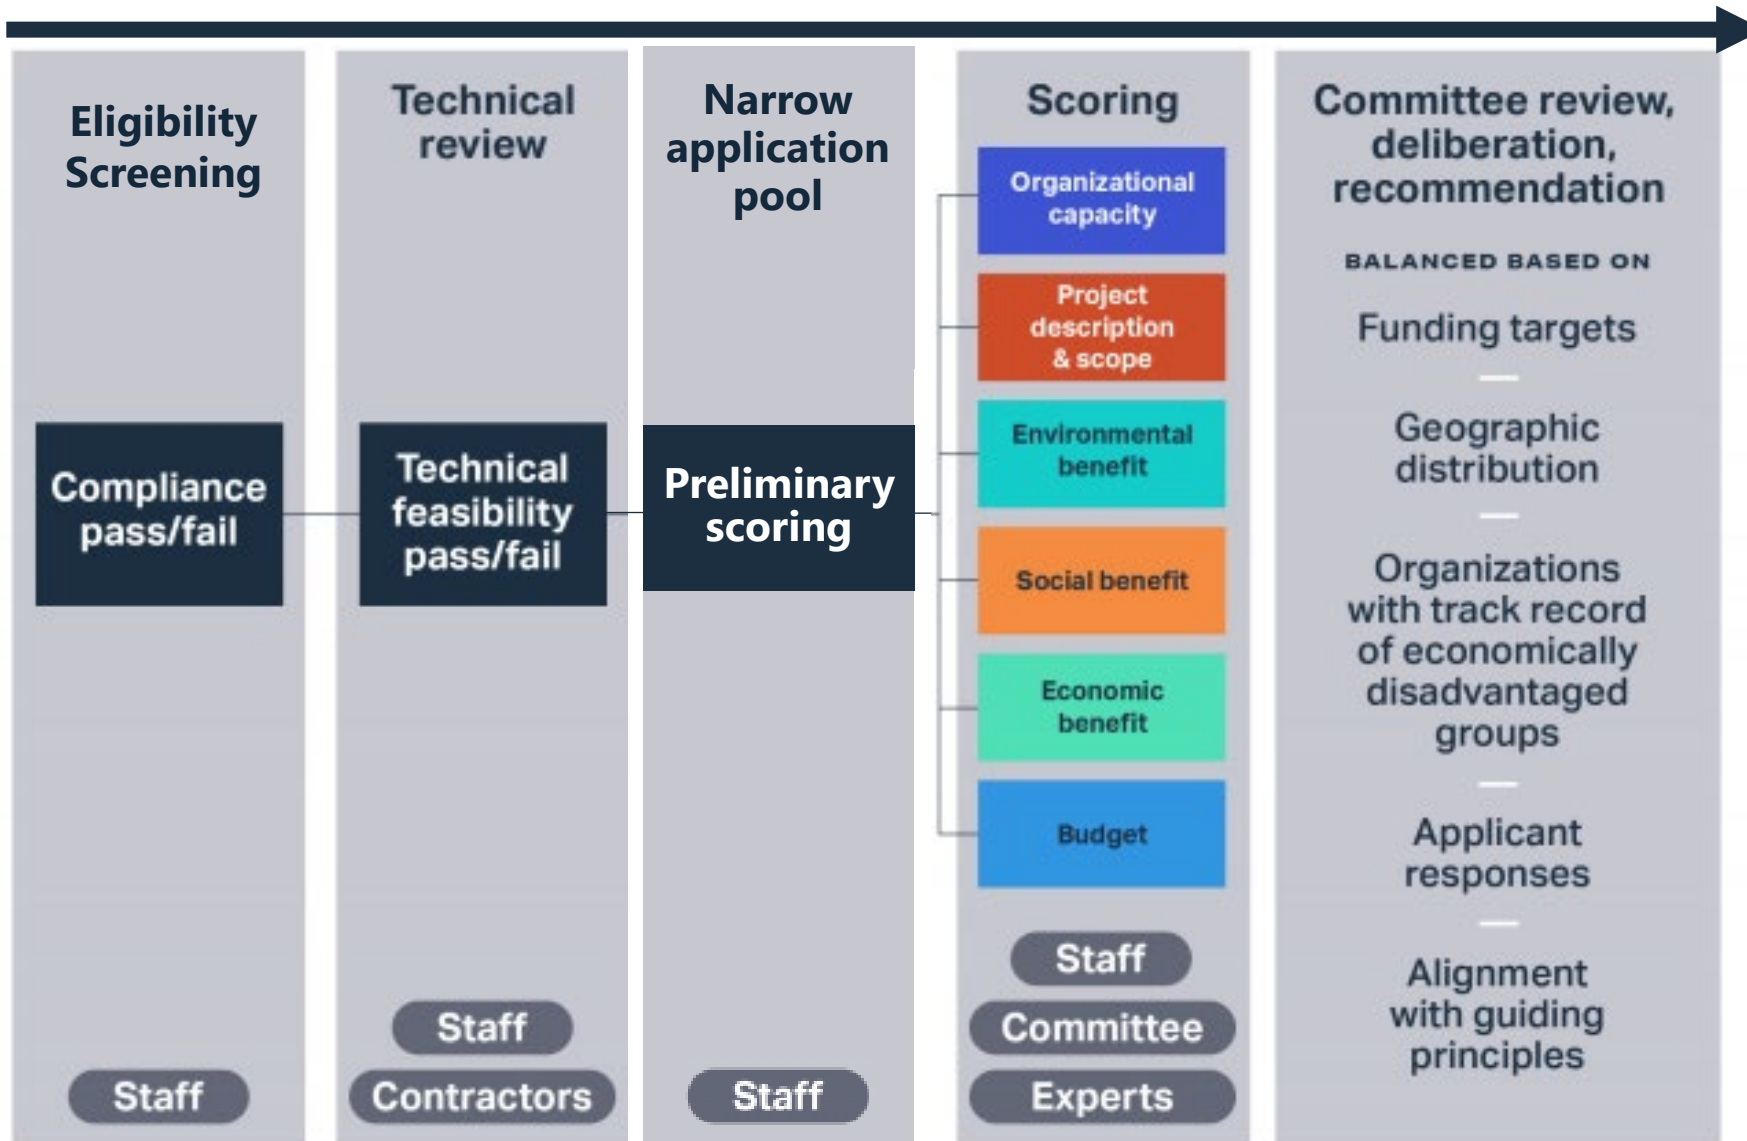 Eligibility
Screening
Compliance
pass/fail
Staff
Technical
review
Technical
feasibility
pass/fail
Staff
Contractors
Narrow
application
pool
Preliminary
scoring
Staff
Scoring
Organizational
capacity
Project
description
& scope
Environmental
benefit
Social benefit
Economic
benefit
Budget
Staff
Committee
Experts
Committee review,
deliberation,
recommendation
BALANCED BASED ON
Funding targets
Geographic
distribution
Organizations
with track record
of economically
disadvantaged
groups
Applicant
responses
Alignment
with guiding
principles